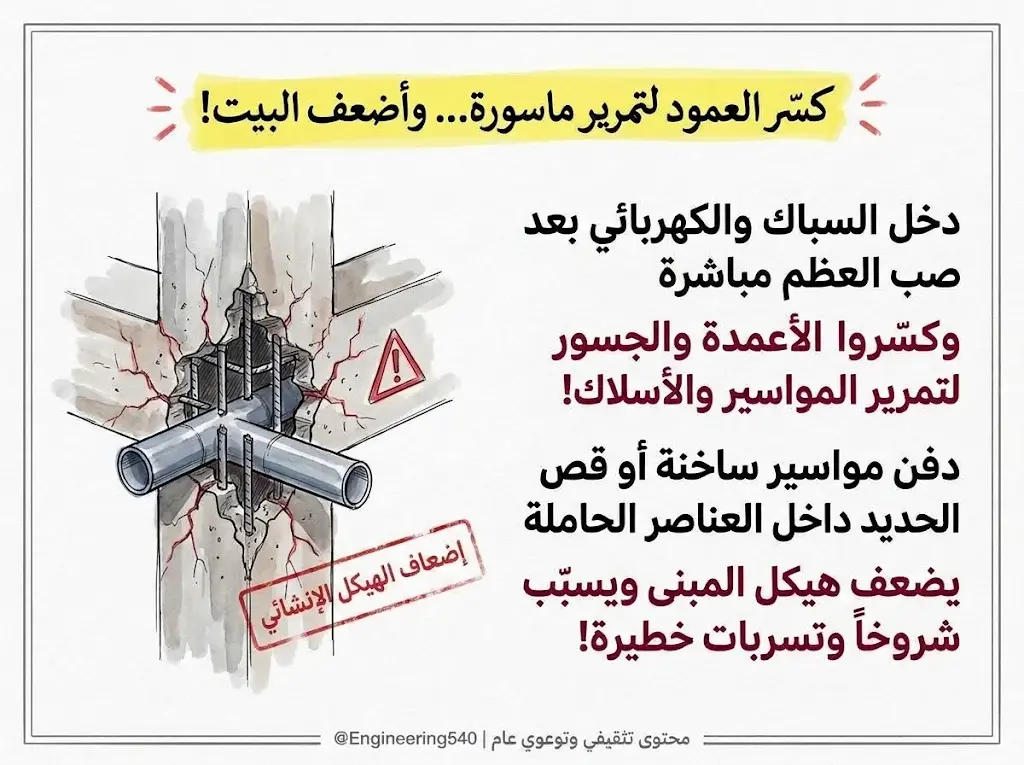 كسّر العمود لتمرير ماسورة... وأضعف البيت!
دخل السباك والكهربائي بعد
صب العظم مباشرة
وكسّروا الأعمدة والجسور
لتمرير المواسير والأسلاك!
دفن مواسير ساخنة أو قص
الحديد داخل العناصر الحاملة
يضعف هيكل المبنى ويسبّب
شروخاً وتسربات خطيرة!
إضعاف الهيكل الإنشائي
محتوى تثقيفي وتوعوي عام | @Engineering540